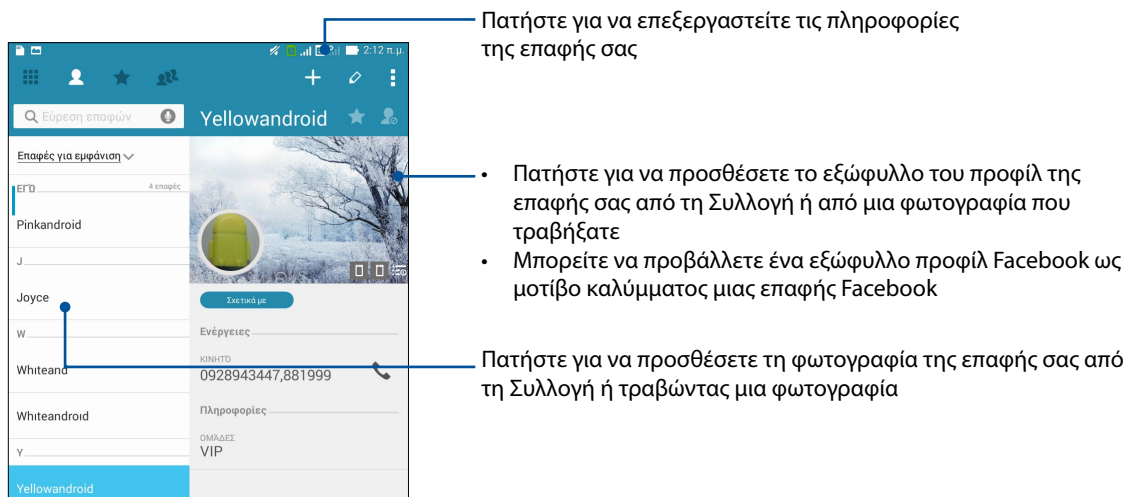 Πατήστε για να επεξεργαστείτε τις πληροφορίες
της επαφής σας
2:12 π.μ.
Εύρεση επαφών
Yellowandroid
Επαφές για εμφάνιση
ΕΓΏ
4 επαφές
Pinkandroid
J
Joyce
W
Whiteand
Whiteandroid
Y
Yellowandroid
Σχετικά με
Ενέργειες
ΚΙΝΗΤΌ
0928943447,881999
Πληροφορίες
ΟΜΆΔΕΣ
VIP
• Πατήστε για να προσθέσετε το εξώφυλλο του προφίλ της
επαφής σας από τη Συλλογή ή από μια φωτογραφία που
τραβήξατε
• Μπορείτε να προβάλλετε ένα εξώφυλλο προφίλ Facebook ως
μοτίβο καλύμματος μιας επαφής Facebook
Πατήστε για να προσθέσετε τη φωτογραφία της επαφής σας από
τη Συλλογή ή τραβώντας μια φωτογραφία